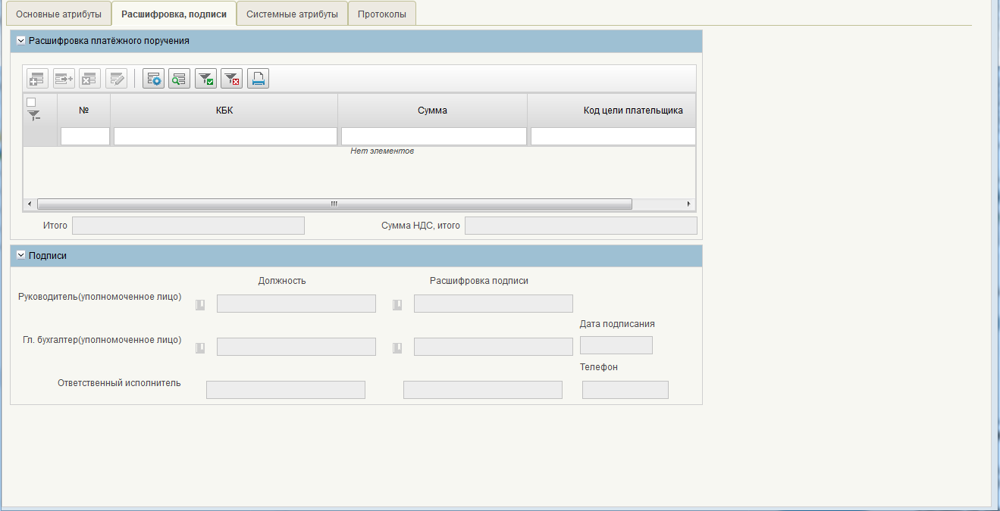 Основные атрибуты Расшифровка, подписи Системные атрибуты Протоколы
Расшифровка платёжного поручения
№ КБК Сумма Код цели плательщика
Нет элементов
Итого Сумма НДС, итого
Подписи
Должность Расшифровка подписи
Руководитель(уполномоченное лицо)
Дата подписания
Гл. бухгалтер(уполномоченное лицо)
Телефон
Ответственный исполнитель